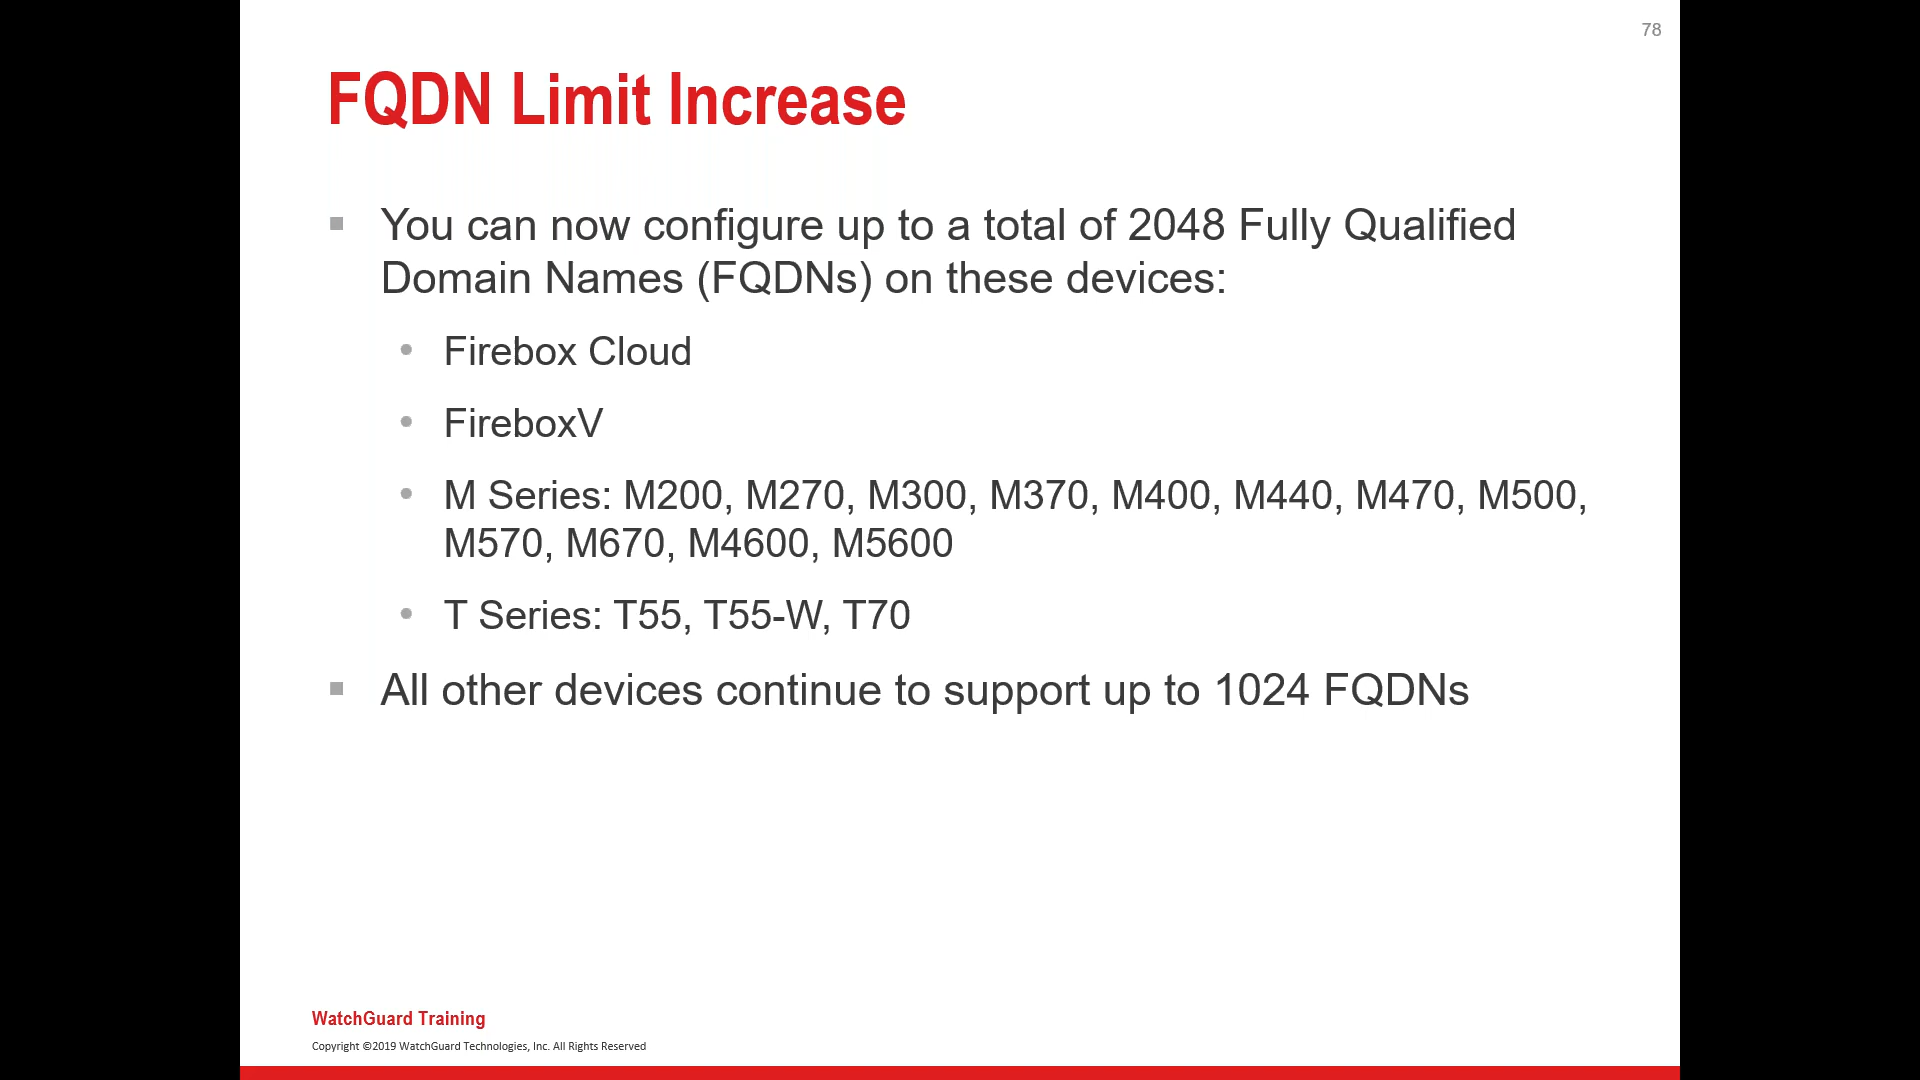 78
FQDN Limit Increase
You can now configure up to a total of 2048 Fully Qualified
Domain Names (FQDNs) on these devices:
Firebox Cloud
FireboxV
M Series: M200, M270, M300, M370, M400, M440, M470, M500,
M570, M670, M4600, M5600
T Series: T55, T55-W, T70
All other devices continue to support up to 1024 FQDNs
WatchGuard Training
Copyright ©2019 WatchGuard Technologies, Inc. All Rights Reserved